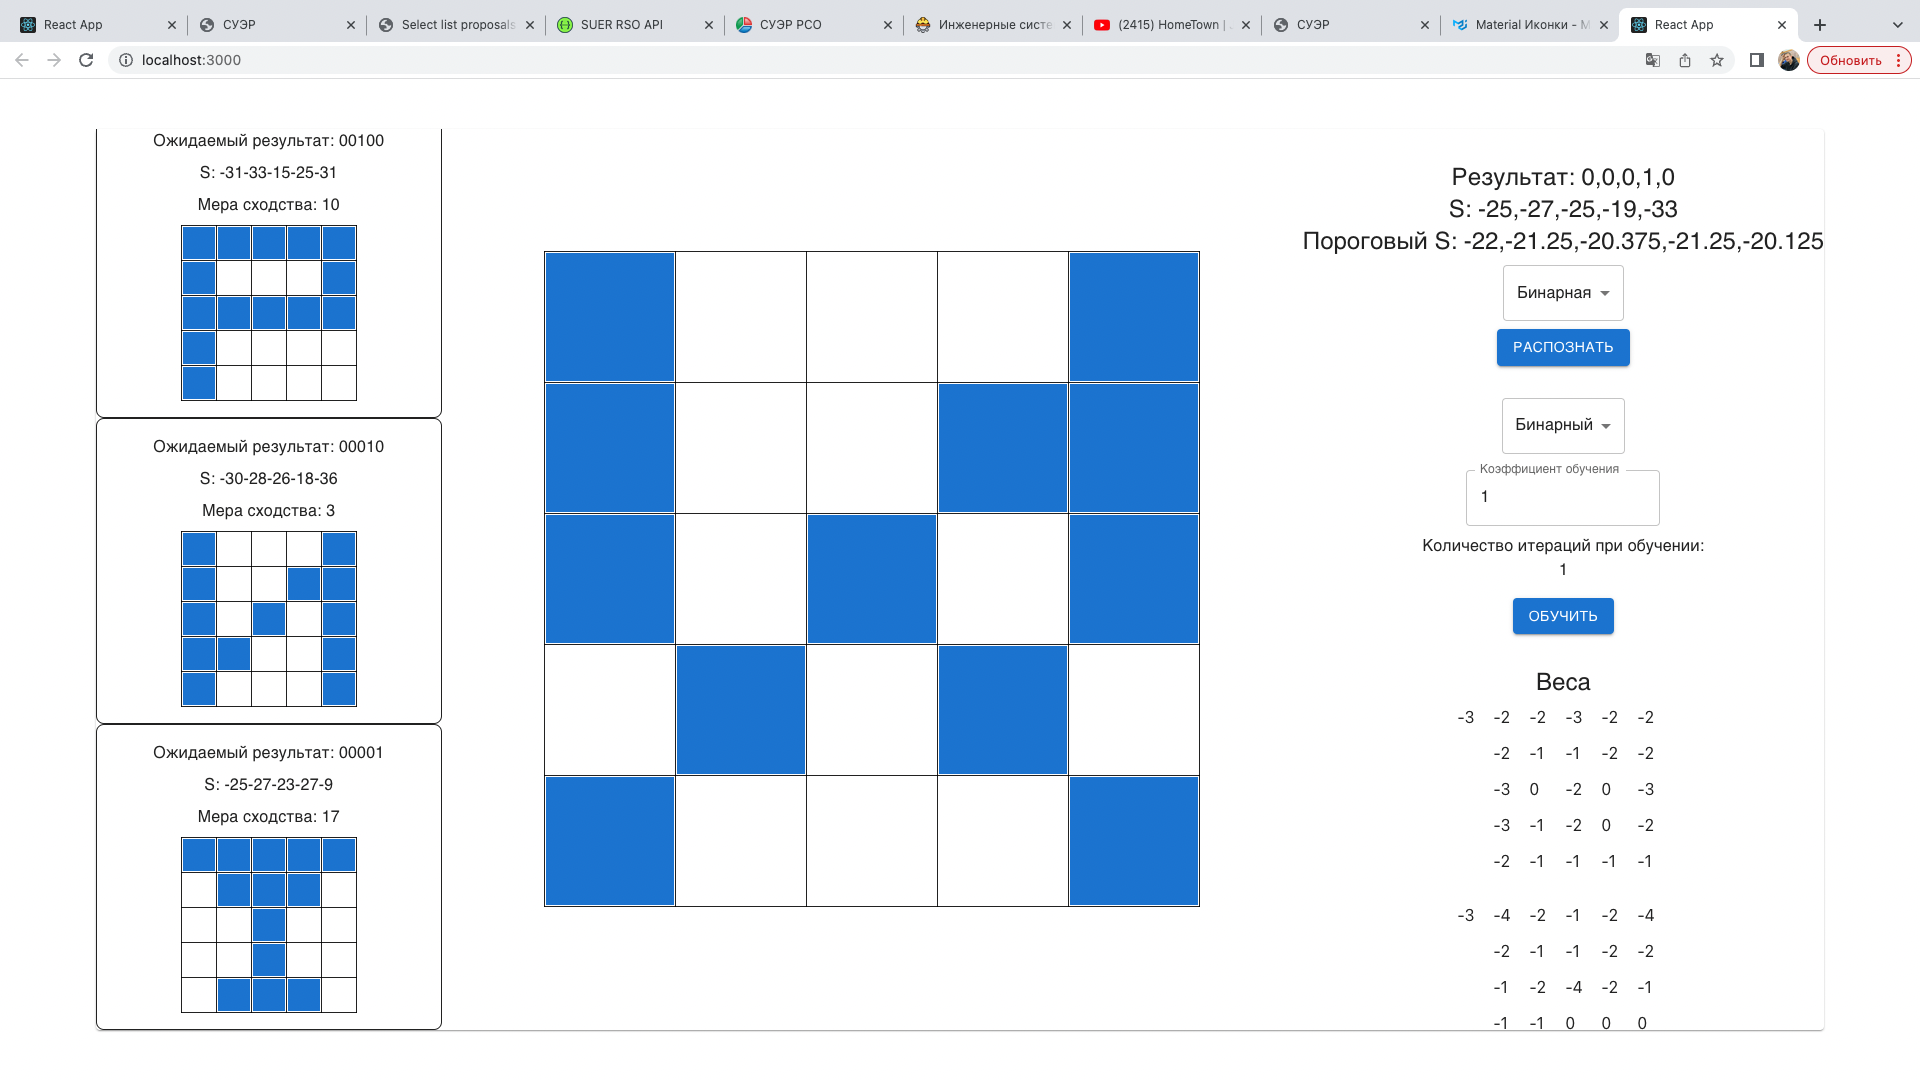 React App
СУЭР
Select list proposals
SUER RSO API
СУЭР РСО
Инженерные систе
(2415) HomeTown |
СУЭР
Material Иконки - M
React App
localhost:3000
Обновить
Ожидаемый результат: 00100
S: -31-33-15-25-31
Мера сходства: 10
Ожидаемый результат: 00010
S: -30-28-26-18-36
Мера сходства: 3
Ожидаемый результат: 00001
S: -25-27-23-27-9
Мера сходства: 17
Результат: 0,0,0,1,0
S: -25,-27,-25,-19,-33
Пороговый S: -22,-21.25,-20.375,-21.25,-20.125
Бинарная
РАСПОЗНАТЬ
Бинарный
Коэффициент обучения
1
Количество итераций при обучении:
1
ОБУЧИТЬ
Веса
-3 -2 -2 -3 -2 -2
-2 -1 -1 -2 -2
-3 0 -2 0 -3
-3 -1 -2 0 -2
-2 -1 -1 -1 -1
-3 -4 -2 -1 -2 -4
-2 -1 -1 -2 -2
-1 -2 -4 -2 -1
-1 -1 0 0 0